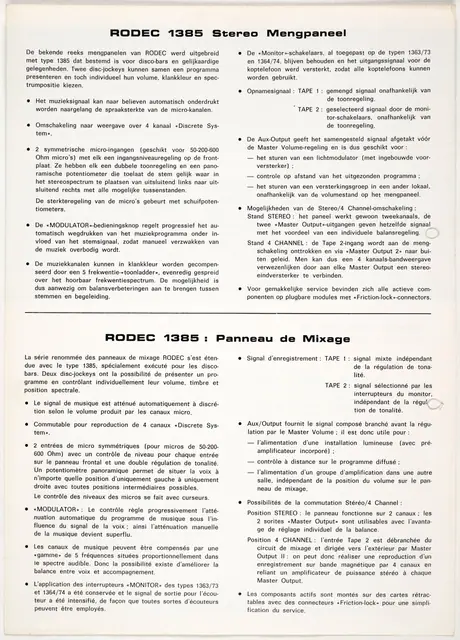 RODEC 1385 Stereo Mengpaneel
De bekende reeks mengpanelen van RODEC werd uitgebreid
met type 1385 dat bestemd is voor disco-bars en gelijkaardige
gelegenheden. Twee disc-jockeys kunnen samen een programma
presenteren en toch individueel hun volume, klankkleur en spec-
trumpositie kiezen.
● Het muzieksignaal kan naar believen automatisch onderdrukt
worden naargelang de spraaksterkte van de micro-kanalen.
● Omschakeling naar weergave over 4 kanaal «Discrete Sys-
tem».
● 2 symmetrische micro-ingangen (geschikt voor 50-200-600
Ohm micro's) met elk een ingangsniveauregeling op de front-
plaat. Ze hebben elk een dubbele toonregeling en een pano-
ramische potentiometer die toelaat de stem gelijk waar in
het stereospectrum te plaatsen van uitsluitend links naar uit-
sluitend rechts met alle mogelijke tussenstanden.
De sterkteregeling van de micro's gebeurt met schuifpoten-
tiometers.
● De «MODULATOR»-bedieningsknop regelt progressief het au-
tomatisch wegdrukken van het muziekprogramma onder in-
vloed van het stemsignaal, zodat manueel verzwakken van
de muziek overbodig wordt.
● De muziekkanalen kunnen in klankkleur worden gecompen-
seerd door een 5 frekwentie-«toonladder», evenredig gespreid
over het hoorbaar frekwentiespectrum. De mogelijkheid is
dus aanwezig om balansverbeteringen aan te brengen tussen
stemmen en begeleiding.
● De «Monitor»-schakelaars, al toegepast op de typen 1363/73
en 1364/74, blijven behouden en het uitgangssignaal voor de
koptelefoon werd versterkt, zodat alle koptelefoons kunnen
worden gebruikt.
● Opnamesignaal : TAPE 1 : gemengd signaal onafhankelijk van
de toonregeling.
TAPE 2 : geselecteerd signaal door de moni-
tor-schakelaars, onafhankelijk van
de toonregeling.
● De Aux-Output geeft het samengesteld signaal afgetakt vóór
de Master Volume-regeling en is dus geschikt voor :
— het sturen van een lichtmodulator (met ingebouwde voor-
versterker) ;
— controle op afstand van het uitgezonden programma ;
— het sturen van een versterkingsgroep in een ander lokaal,
onafhankelijk van de volumestand op het mengpaneel.
● Mogelijkheden van de Stereo/4 Channel-omschakeling :
Stand STEREO : het paneel werkt gewoon tweekanaals, de
twee «Master Output»-uitgangen geven hetzelfde signaal
met het voordeel van een individuele balansregeling.
Stand 4 CHANNEL : de Tape 2-ingang wordt aan de meng-
schakeling onttrokken en via «Master Output 2» naar bui-
ten geleid. Men kan dus een 4 kanaals-bandweergave
verwezenlijken door aan elke Master Output een stereo-
eindversterker te verbinden.
● Voor gemakkelijke service bevinden zich alle actieve com-
ponenten op plugbare modules met «Friction-lock»-connectors.
RODEC 1385 : Panneau de Mixage
La série renommée des panneaux de mixage RODEC s'est éten-
due avec le type 1385, spécialement exécuté pour les disco-
bars. Deux disc-jockeys ont la possibilité de présenter un pro-
gramme en contrôlant individuellement leur volume, timbre et
position spectrale.
● Le signal de musique est atténué automatiquement à discré-
tion selon le volume produit par les canaux micro.
● Commutable pour reproduction de 4 canaux «Discrete Sys-
tem».
● 2 entrées de micro symmétriques (pour micros de 50-200-
600 Ohm) avec un contrôle de niveau pour chaque entrée
sur le panneau frontal et une double régulation de tonalité.
Un potentiomètre panoramique permet de situer la voix à
n'importe quelle position d'uniquement gauche à uniquement
droite avec toutes positions intermédiaires possibles.
Le contrôle des niveaux des micros se fait avec curseurs.
● «MODULATOR» : Le contrôle règle progressivement l'atté-
nuation automatique du programme de musique sous l'in-
fluence du signal de la voix ; ainsi l'atténuation manuelle
de la musique devient superflu.
● Les canaux de musique peuvent être compensés par une
«gamme» de 5 fréquences situées proportionnellement dans
le spectre audible. Donc la possibilité existe d'améliorer la
balance entre voix et accompagnement.
● L'application des interrupteurs «MONITOR» des types 1363/73
et 1364/74 a été conservée et le signal de sortie pour l'écou-
teur a été intensifié, de façon que toutes sortes d'écouteurs
peuvent être employés.
● Signal d'enregistrement : TAPE 1 : signal mixte indépendant
de la régulation de tona-
lité.
TAPE 2 : signal sélectionné par les
interrupteurs du monitor,
indépendant de la régula-
tion de tonalité.
● Aux/Output fournit le signal composé branché avant la régu-
lation par le Master Volume ; il est donc utile pour :
— l'alimentation d'une installation lumineuse (avec pré-
amplificateur incorporé) ;
— contrôle à distance sur le programme diffusé ;
— l'alimentation d'un groupe d'amplification dans une autre
salle, indépendant de la position du volume sur le pan-
neau de mixage.
● Possibilités de la commutation Stéréo/4 Channel :
Position STEREO : le panneau fonctionne sur 2 canaux : les
2 sorites «Master Output» sont utilisables avec l'avanta-
ge de réglage individuel de la balance.
Position 4 CHANNEL : l'entrée Tape 2 est débranchée du
circuit de mixage et dirigée vers l'extérieur par Master
Output II : on peut donc réaliser une reproduction d'un
enregistrement sur bande magnétique par 4 canaux en
reliant un amplificateur de puissance stéreo à chaque
Master Output.
● Les composants actifs sont montés sur des cartes rétrac-
tables avec des connecteurs «Friction-lock» pour une simpli-
fication du service.